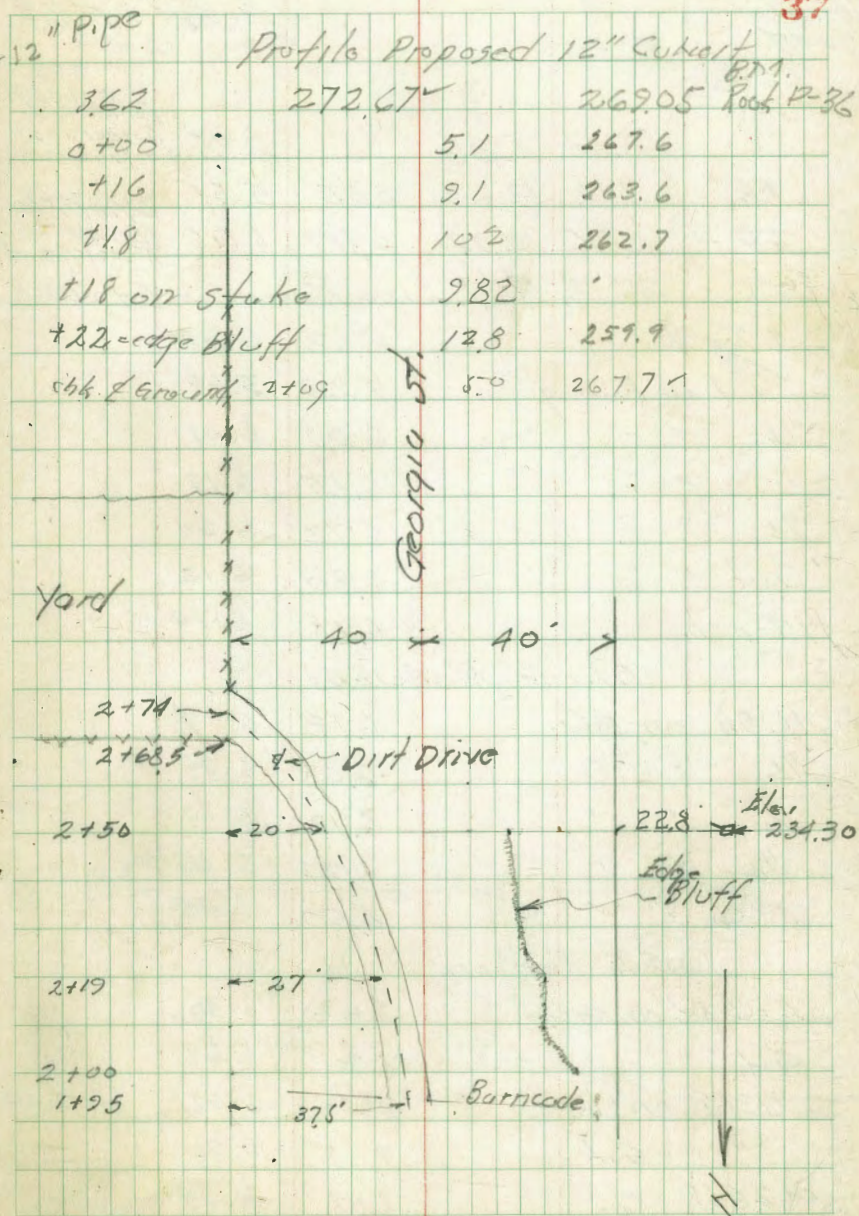 37
12" Pipe
Profile Proposed 12" Culvert
B.M.
3.62 272.67 ✓ 269.05 Book P-36
0+00 5.1 267.6
+16 9.1 263.6
+18 10.2 262.7
+18 on stake 9.82
+22 = edge Bluff 12.8 259.9
chk. ℄ Ground 2+09 5.0 267.7 ✓
Georgia St.
Yard
40 40'
2+74
2+68.5 ℄ Dirt Drive
2+50 20 22.8 Elev. 234.30
Edge Bluff
2+19 27'
2+00
1+95 37.5' Barricade
N